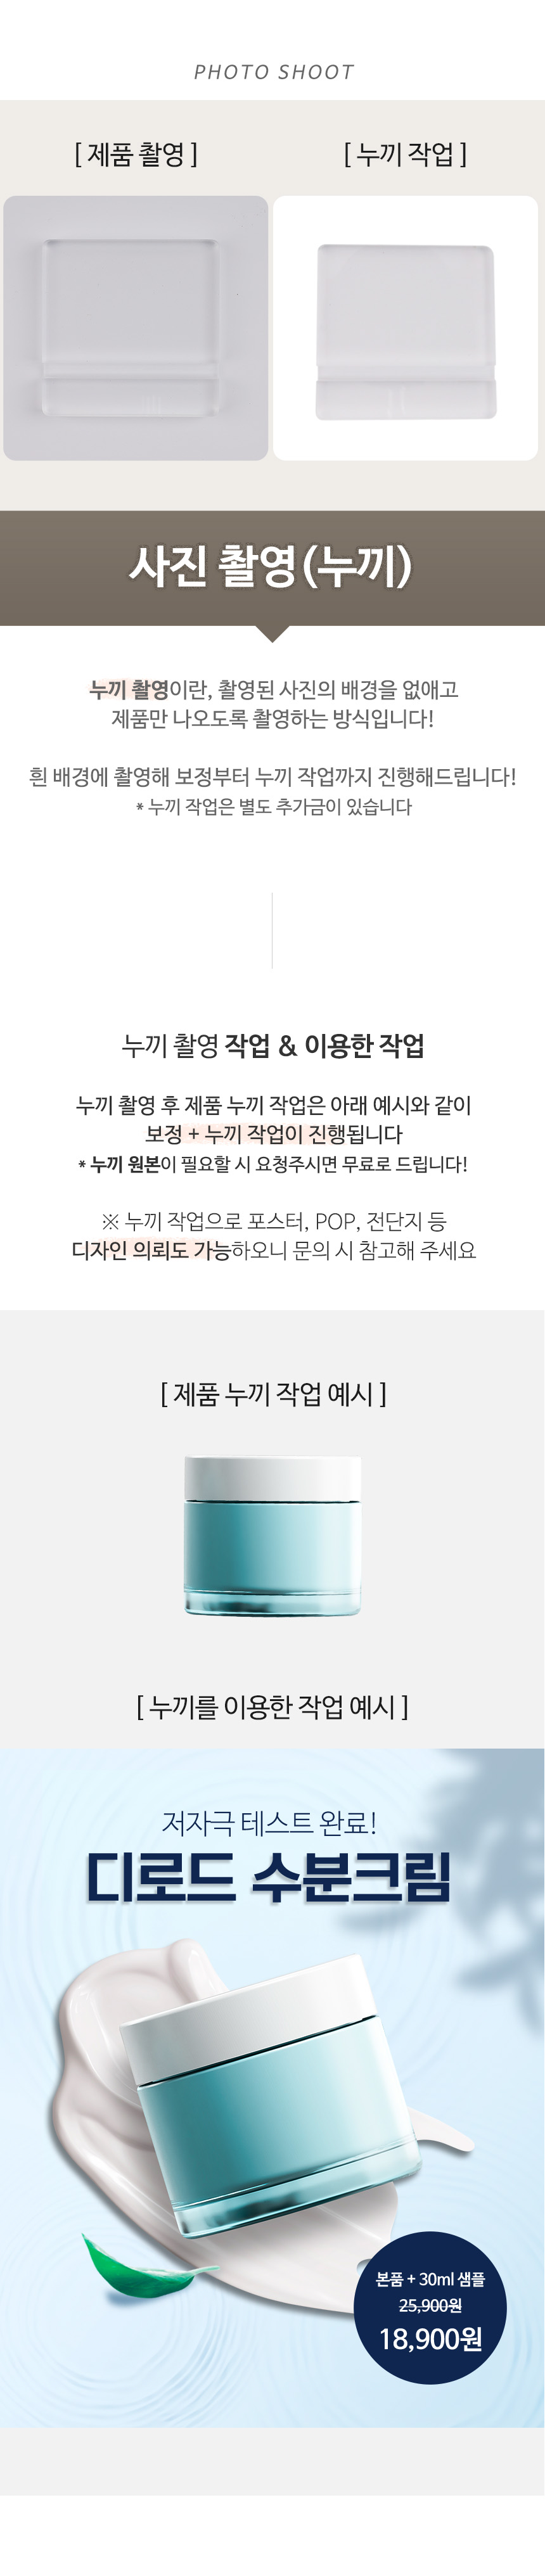 PHOTO SHOOT
[ 제품 촬영 ]
[ 누끼 작업 ]
사진 촬영(누끼)
누끼 촬영이란, 촬영된 사진의 배경을 없애고
제품만 나오도록 촬영하는 방식입니다!
흰 배경에 촬영해 보정부터 누끼 작업까지 진행해드립니다!
* 누끼 작업은 별도 추가금이 있습니다
누끼 촬영 작업 & 이용한 작업
누끼 촬영 후 제품 누끼 작업은 아래 예시와 같이
보정 + 누끼 작업이 진행됩니다
* 누끼 원본이 필요할 시 요청주시면 무료로 드립니다!
※ 누끼 작업으로 포스터, POP, 전단지 등
디자인 의뢰도 가능하오니 문의 시 참고해 주세요
[ 제품 누끼 작업 예시 ]
[ 누끼를 이용한 작업 예시 ]
저자극 테스트 완료!
디로드 수분크림
본품 + 30ml 샘플
25,900원
18,900원